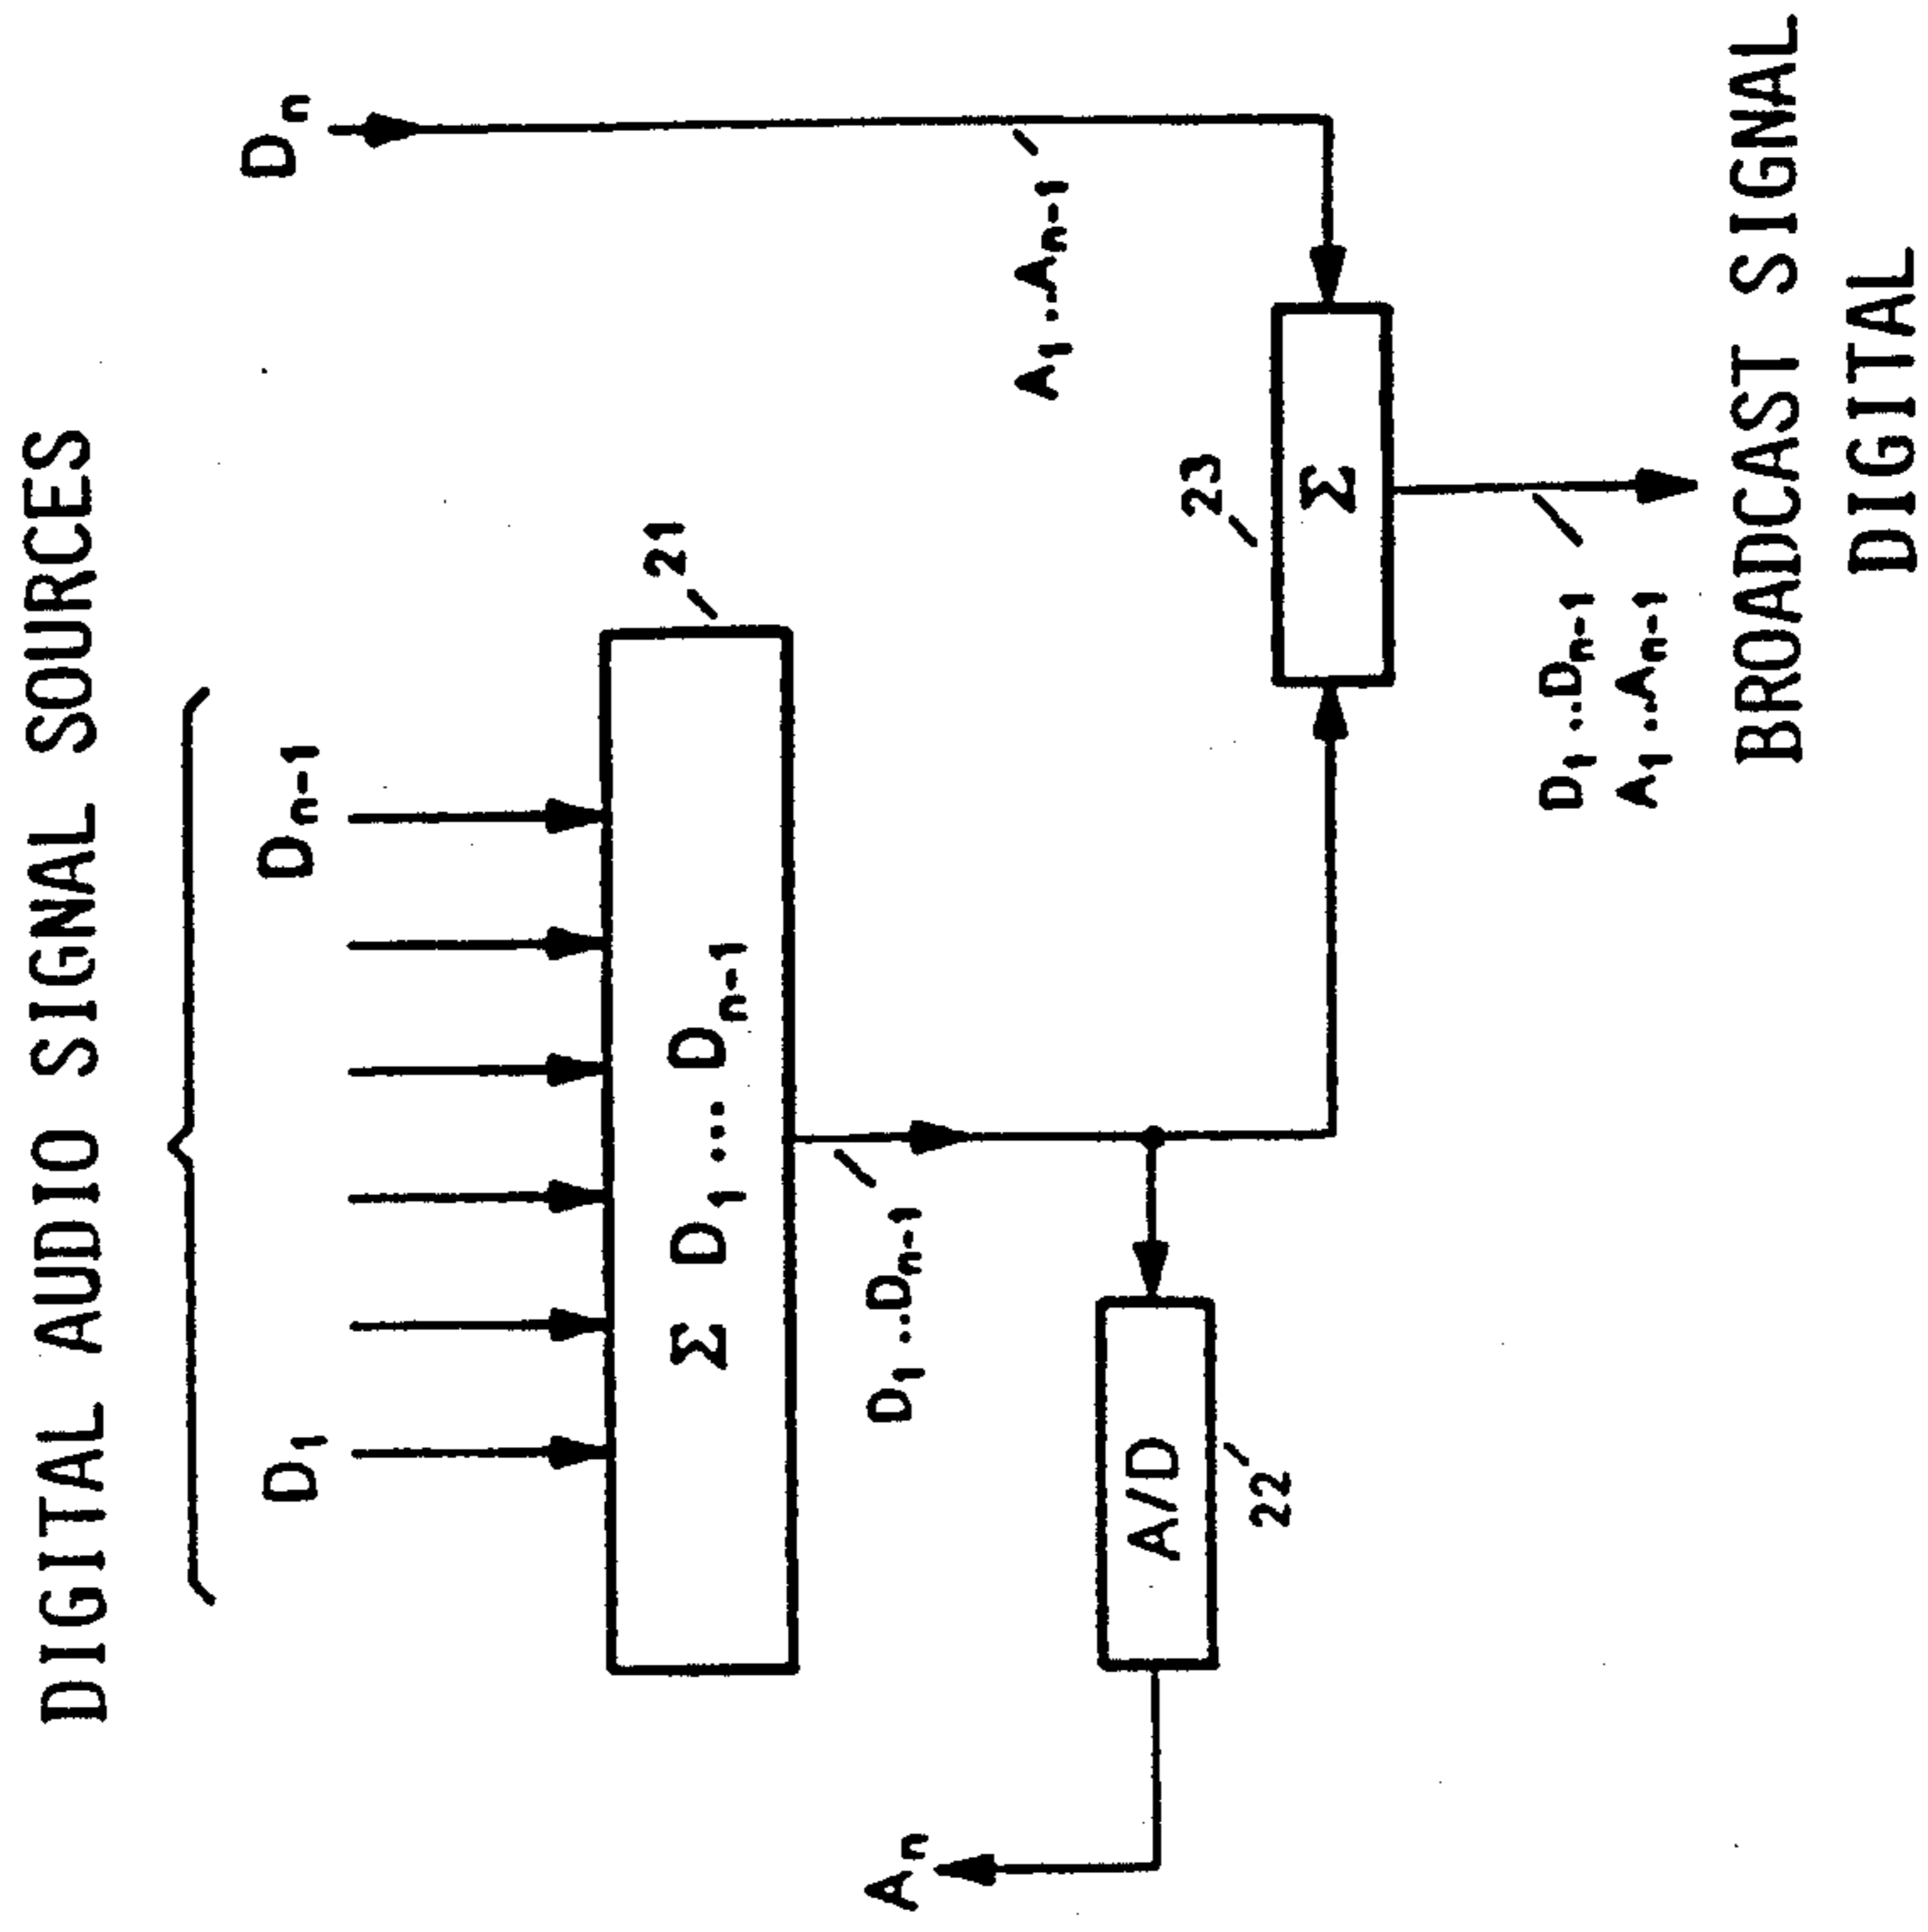 DIGITAL AUDIO SIGNAL SOURCES
D1
Dn-1
Dn
21
Σ D1... Dn-1
D1..Dn-1
A1..An-1
An
A/D
22
23
Σ
D1..Dn-1
A1..An-1
BROADCAST SIGNAL
DIGITAL